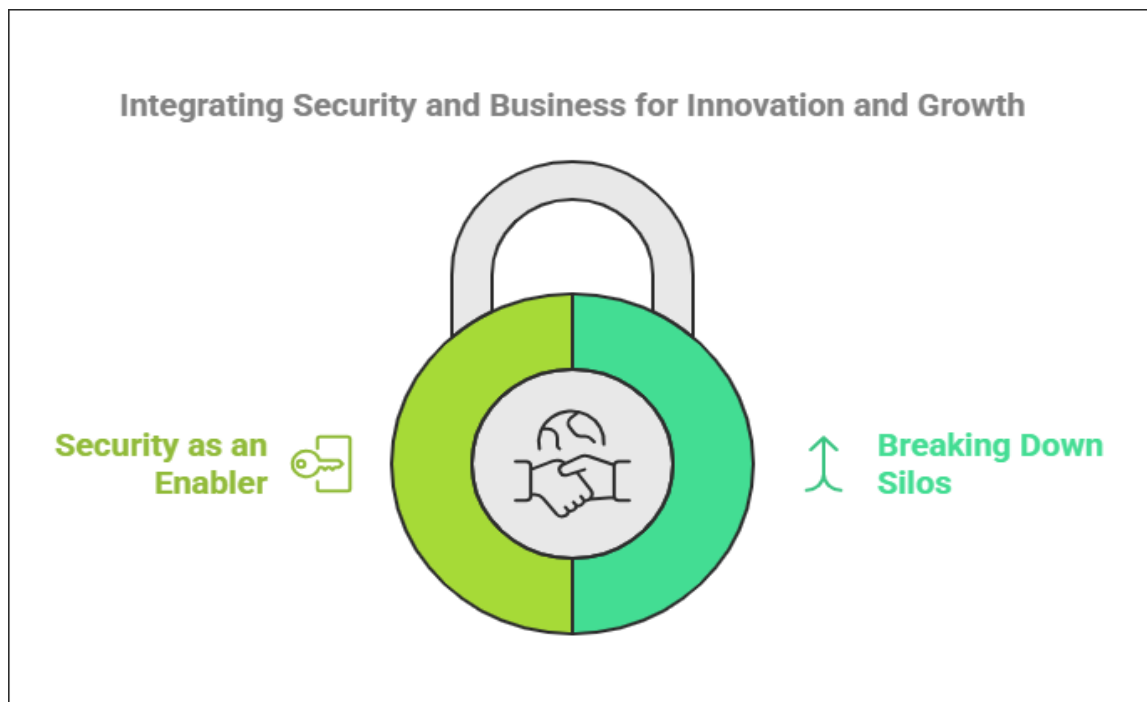 Integrating Security and Business for Innovation and Growth
Security as an
Enabler
Breaking Down
Silos